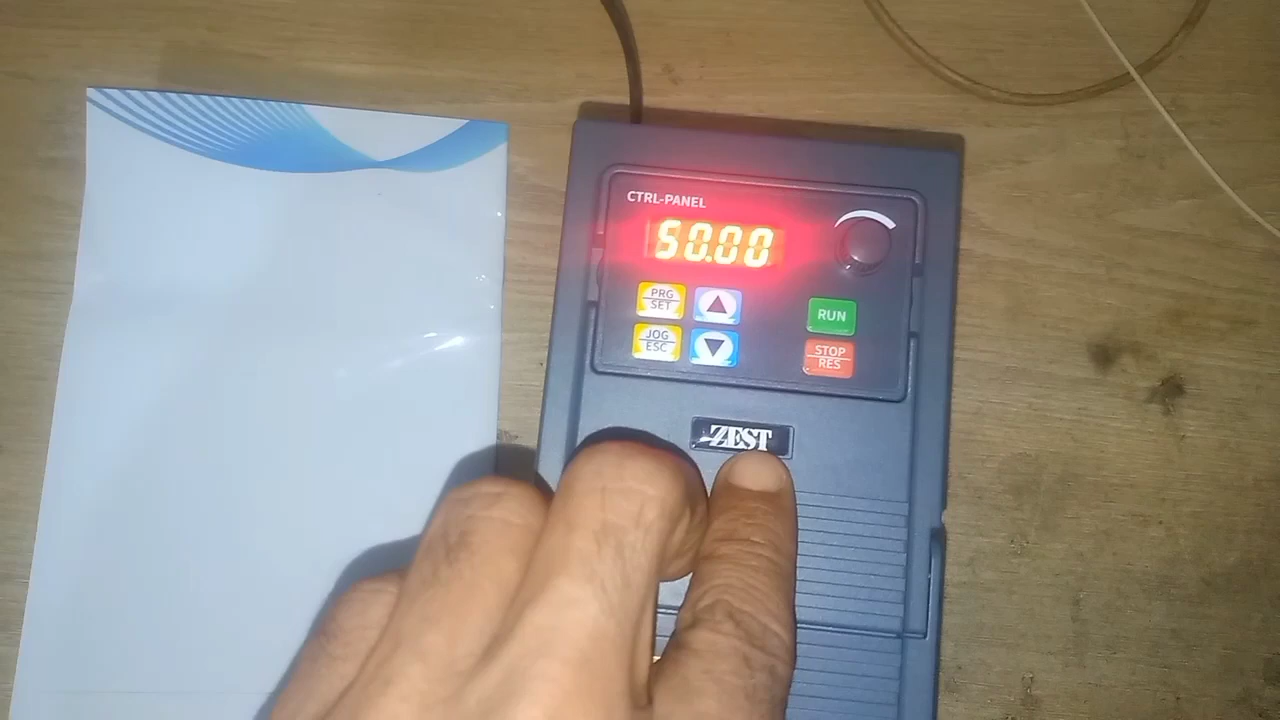 CTRL-PANEL
50.00
PRG
SET
JOG
ESC
RUN
STOP
RES
ZEST